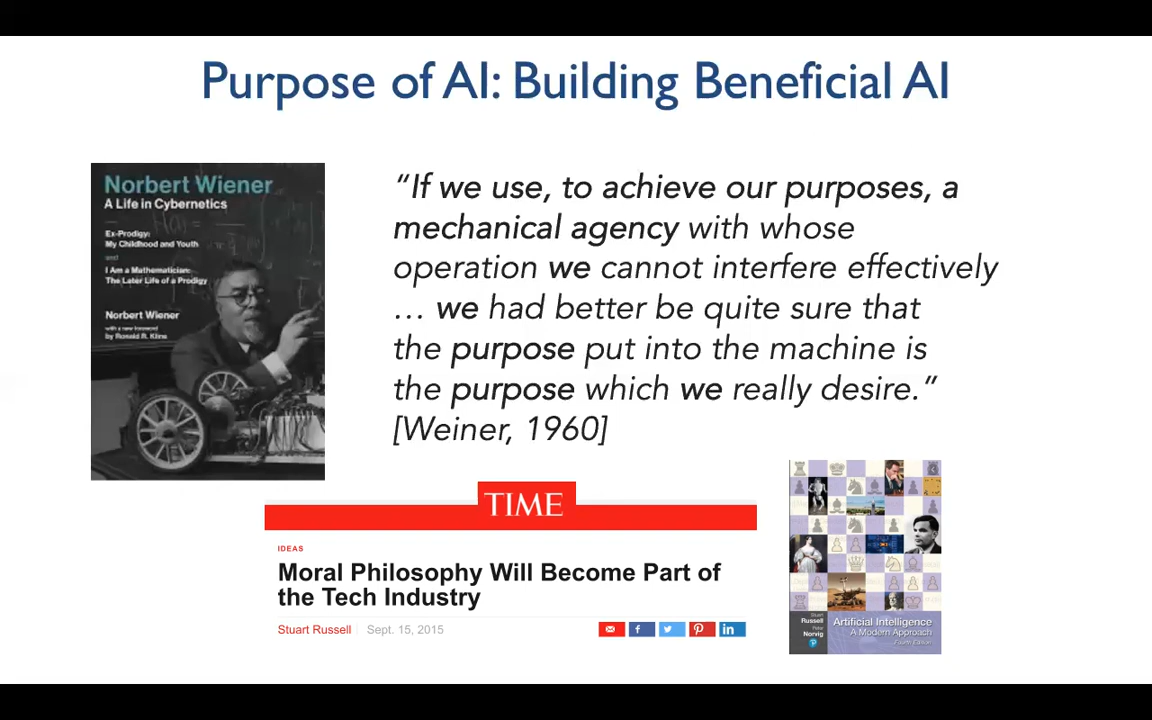 Purpose of AI: Building Beneficial AI
Norbert Wiener
A Life in Cybernetics
Ex-Prodigy:
My Childhood and Youth
and
I Am a Mathematician:
The Later Life of a Prodigy
Norbert Wiener
with a new foreword
by Ronald R. Kline
“If we use, to achieve our purposes, a
mechanical agency with whose
operation we cannot interfere effectively
… we had better be quite sure that
the purpose put into the machine is
the purpose which we really desire.”
[Weiner, 1960]
TIME
IDEAS
Moral Philosophy Will Become Part of
the Tech Industry
Stuart Russell Sept. 15, 2015
Stuart
Russell
Peter
Norvig
Artificial Intelligence
A Modern Approach
Fourth Edition